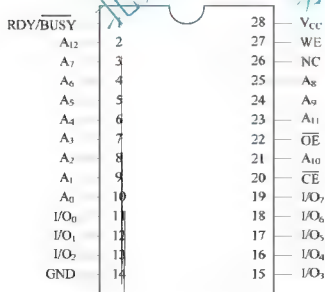 RDY/BUSY 1 28 VCC
A12 2 27 WE
A7 3 26 NC
A6 4 25 A8
A5 5 24 A9
A4 6 23 A11
A3 7 22 OE
A2 8 21 A10
A1 9 20 CE
A0 10 19 I/O7
I/O0 11 18 I/O6
I/O1 12 17 I/O5
I/O2 13 16 I/O4
GND 14 15 I/O3